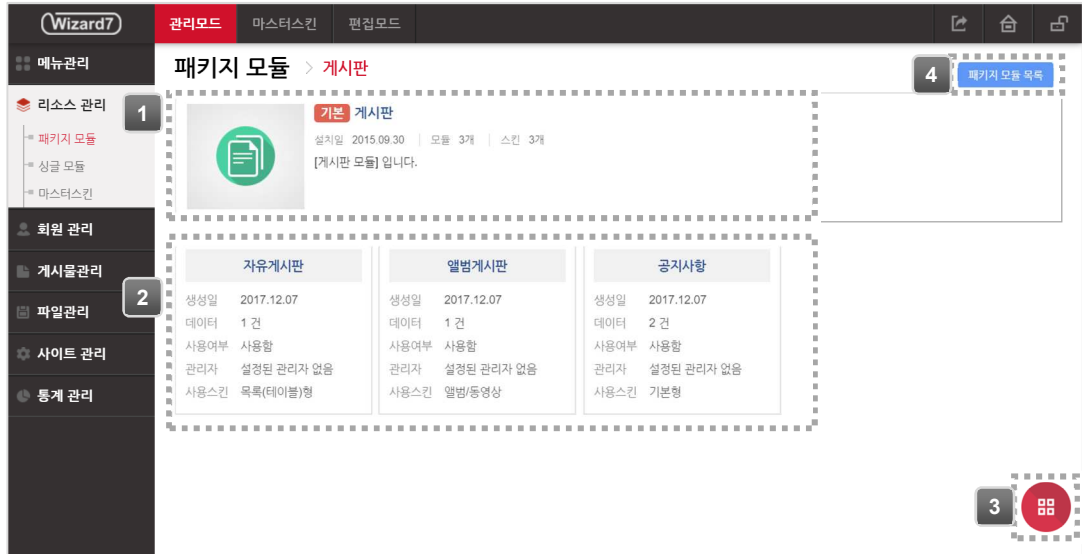 Wizard7
관리모드
마스터스킨
편집모드
메뉴관리
리소스 관리
패키지 모듈
싱글 모듈
마스터스킨
회원 관리
게시물관리
파일관리
사이트 관리
통계 관리
패키지 모듈 > 게시판
4
패키지 모듈 목록
1
기본 게시판
설치일 2015.09.30 | 모듈 3개 | 스킨 3개
[게시판 모듈] 입니다.
2
자유게시판
생성일 2017.12.07
데이터 1 건
사용여부 사용함
관리자 설정된 관리자 없음
사용스킨 목록(테이블)형
앨범게시판
생성일 2017.12.07
데이터 1 건
사용여부 사용함
관리자 설정된 관리자 없음
사용스킨 앨범/동영상
공지사항
생성일 2017.12.07
데이터 2 건
사용여부 사용함
관리자 설정된 관리자 없음
사용스킨 기본형
3